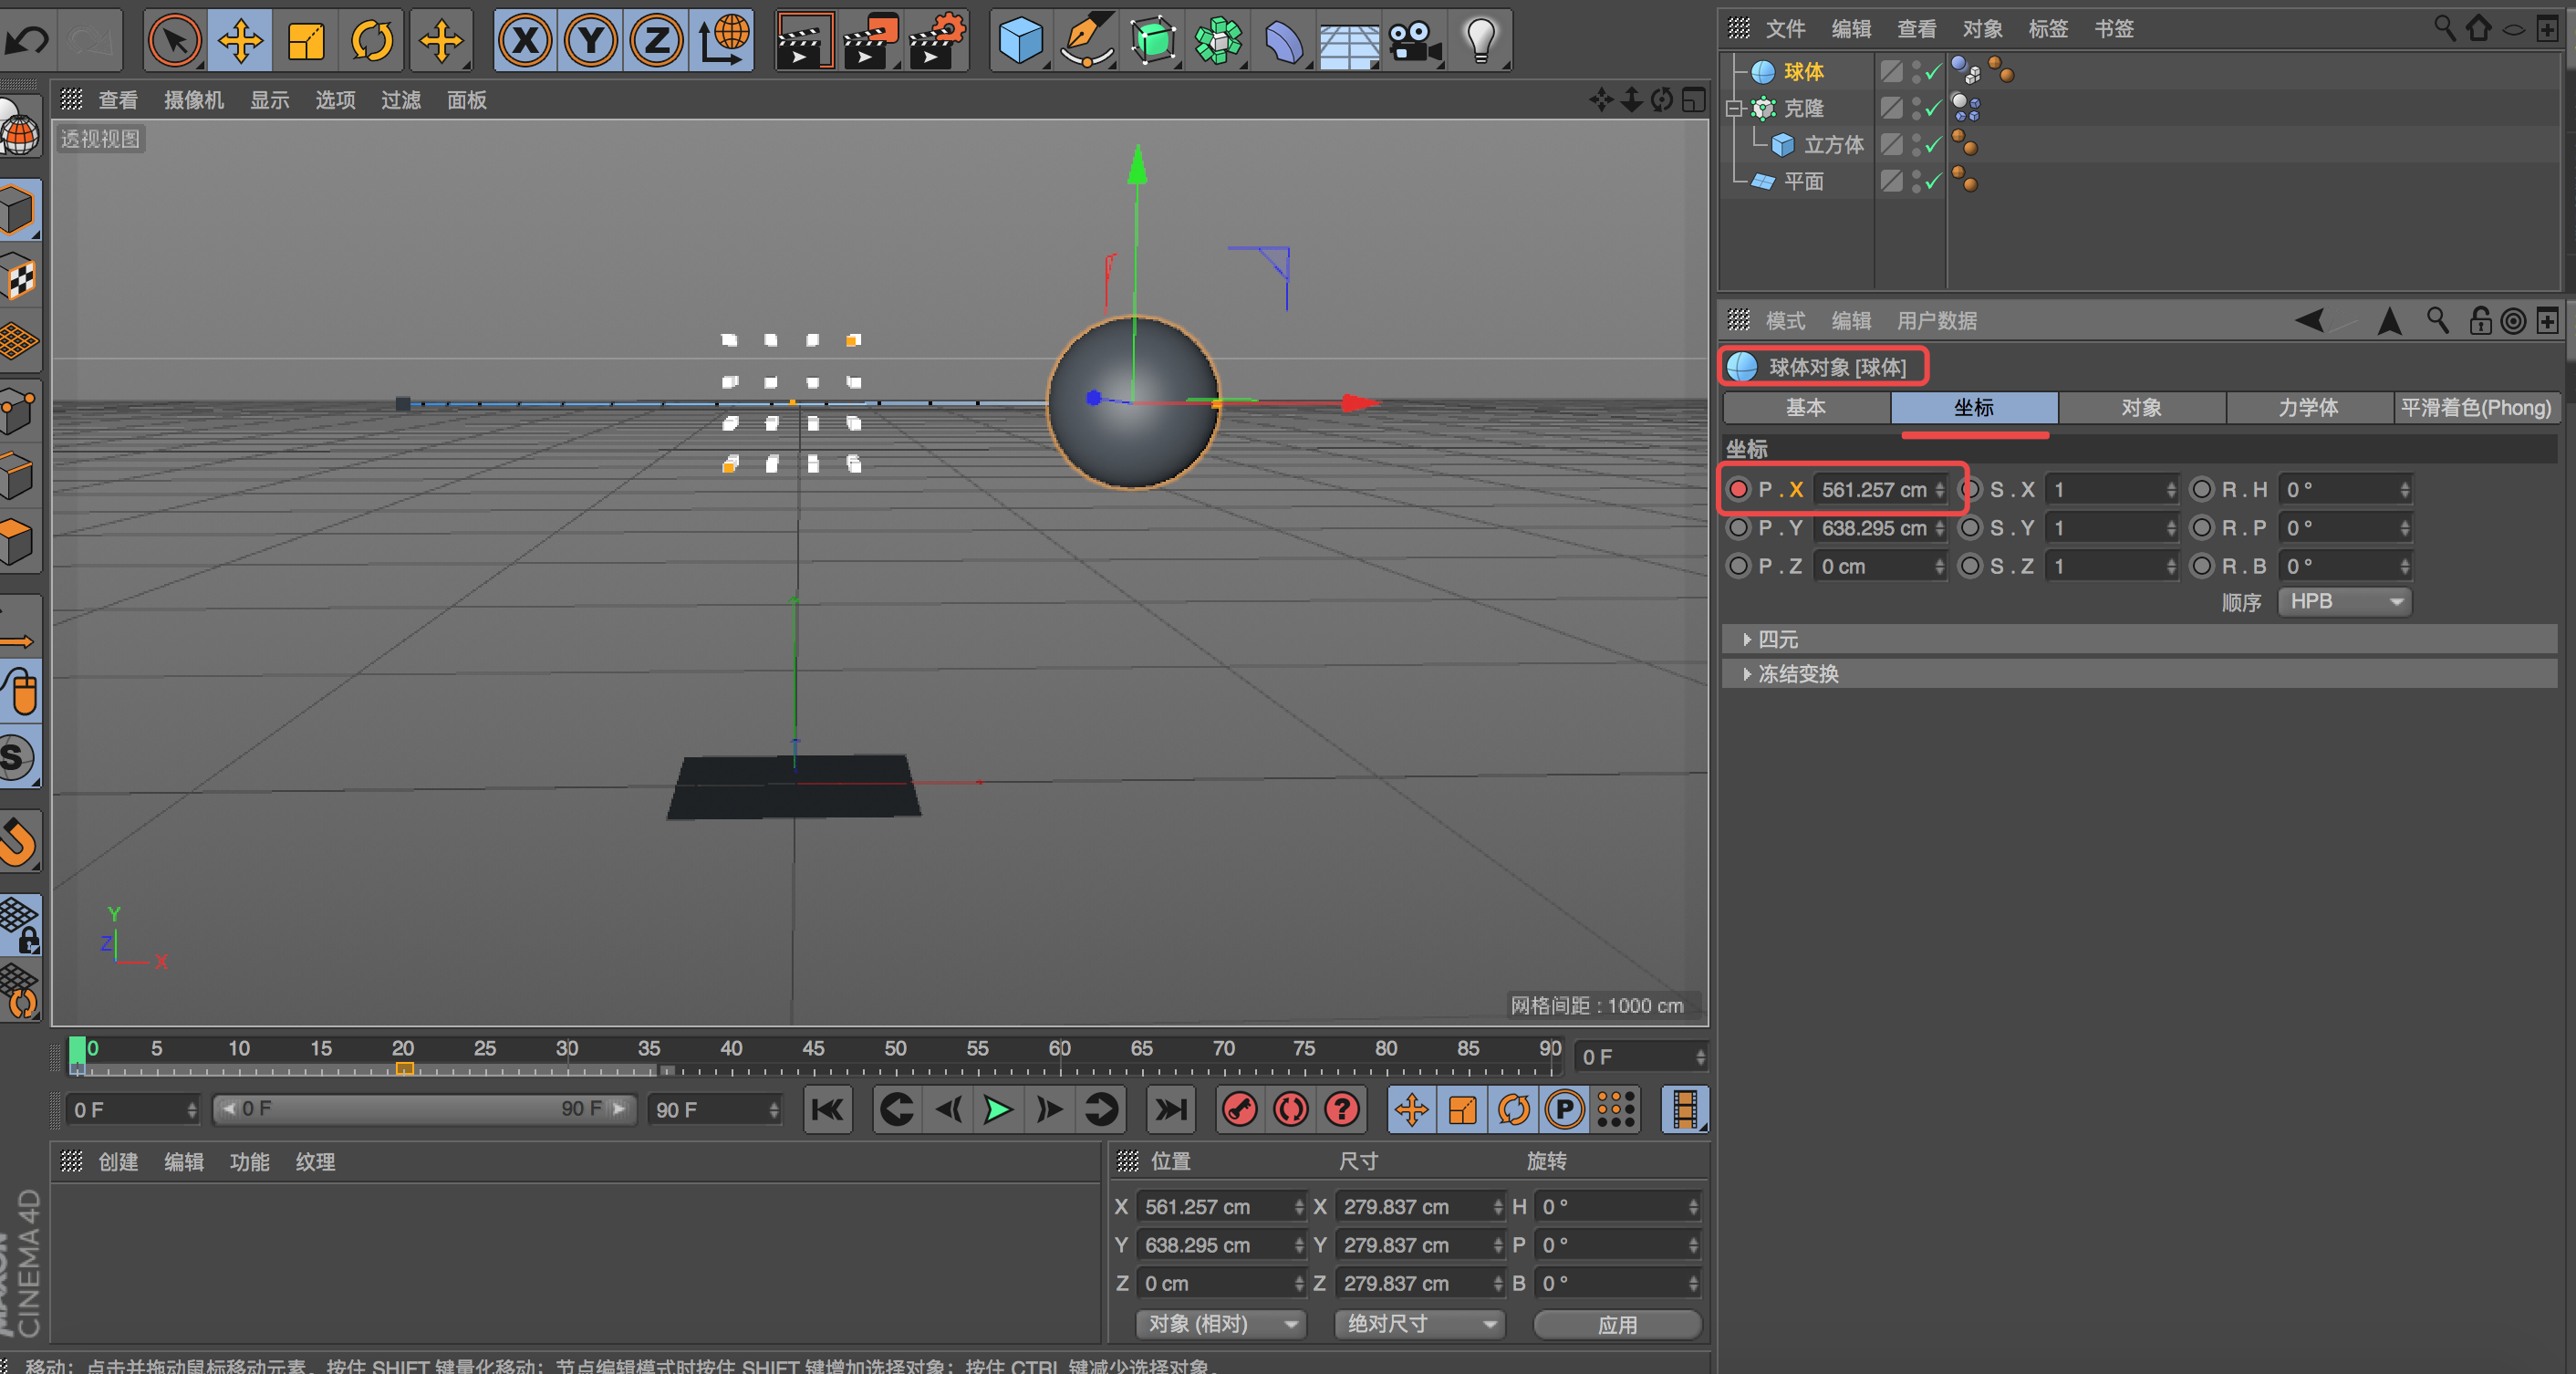 文件 编辑 查看 对象 标签 书签
球体
克隆
立方体
平面
查看 摄像机 显示 选项 过滤 面板
透视视图
网格间距 : 1000 cm
Y
Z
X
模式 编辑 用户数据
球体对象 [球体]
基本 坐标 对象 力学体 平滑着色(Phong)
坐标
P . X 561.257 cm S . X 1 R . H 0 °
P . Y 638.295 cm S . Y 1 R . P 0 °
P . Z 0 cm S . Z 1 R . B 0 °
顺序 HPB
四元
冻结变换
0 5 10 15 20 25 30 35 40 45 50 55 60 65 70 75 80 85 90 0 F
0 F 0 F 90 F 90 F
创建 编辑 功能 纹理
位置 尺寸 旋转
X 561.257 cm X 279.837 cm H 0 °
Y 638.295 cm Y 279.837 cm P 0 °
Z 0 cm Z 279.837 cm B 0 °
对象 (相对) 绝对尺寸 应用
MAXON
CINEMA 4D
移动: 点击并拖动鼠标移动元素。按住 SHIFT 键量化移动; 节点编辑模式时按住 SHIFT 键增加选择对象; 按住 CTRL 键减少选择对象。